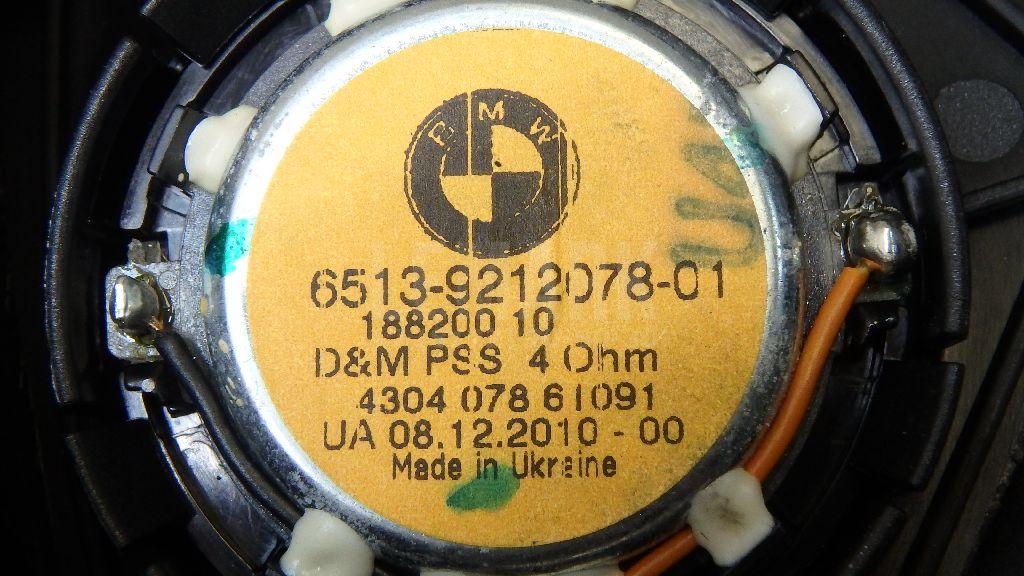 BMW
6513-9212078-01
188200 10
D&M PSS 4 Ohm
4304 078 61091
UA 08.12.2010 - 00
Made in Ukraine